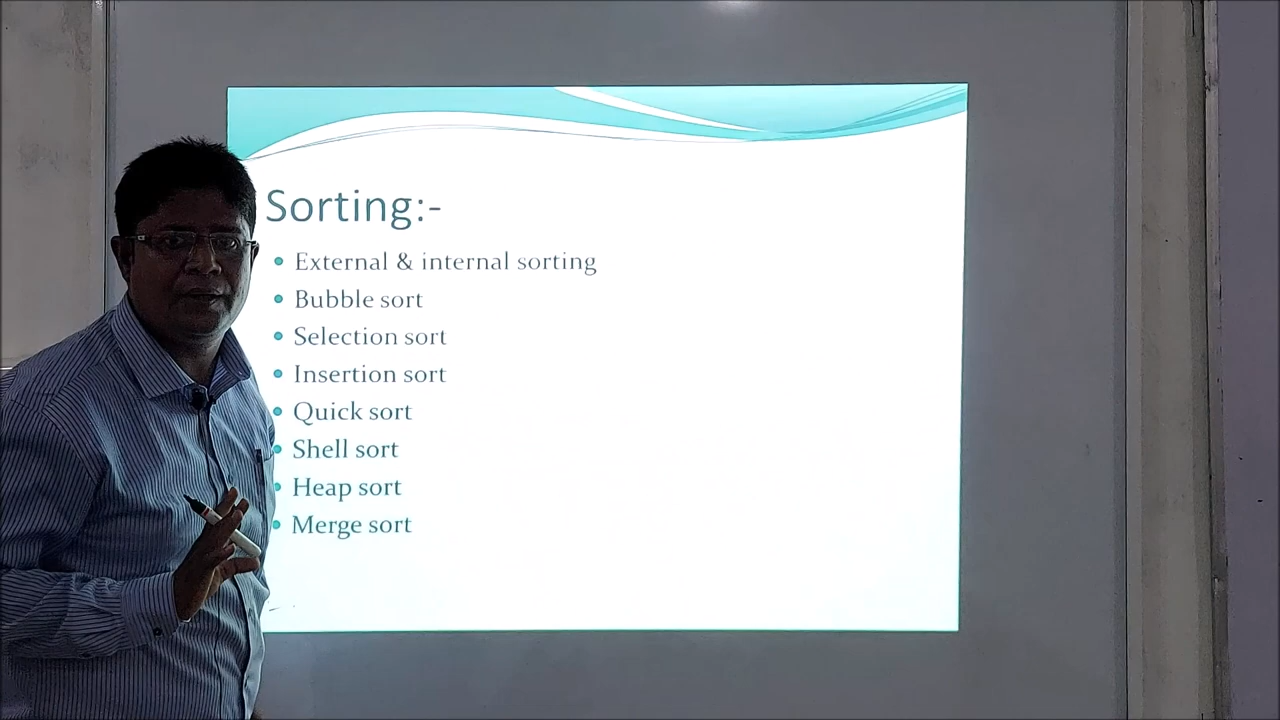 Sorting:-
External & internal sorting
Bubble sort
Selection sort
Insertion sort
Quick sort
Shell sort
Heap sort
Merge sort